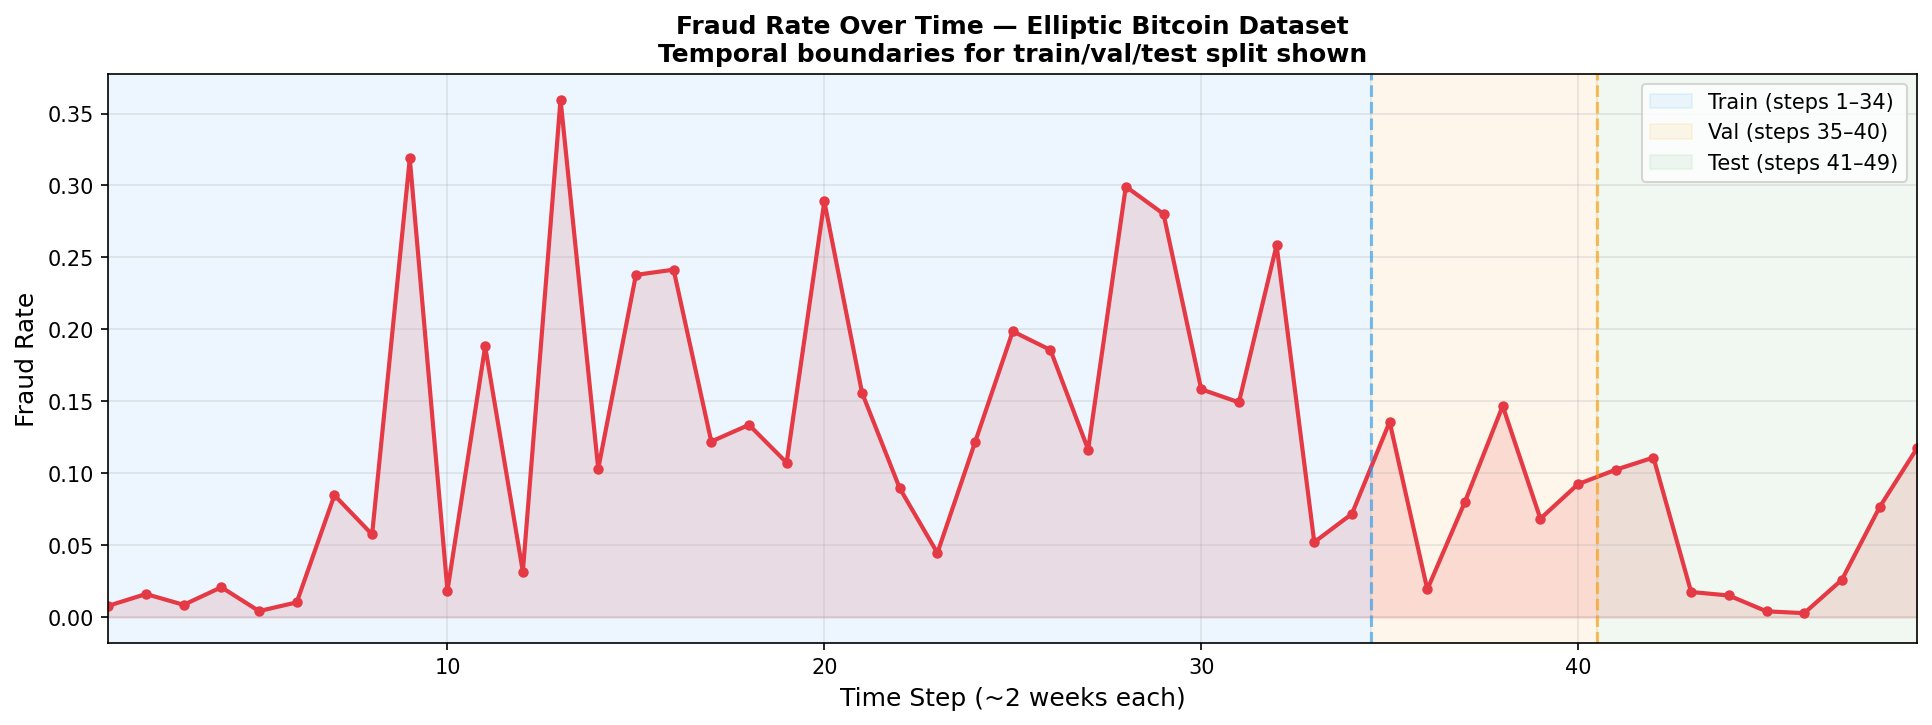 Fraud Rate Over Time — Elliptic Bitcoin Dataset
Temporal boundaries for train/val/test split shown
Train (steps 1–34)
Val (steps 35–40)
Test (steps 41–49)
Fraud Rate
0.35
0.30
0.25
0.20
0.15
0.10
0.05
0.00
10
20
30
40
Time Step (~2 weeks each)